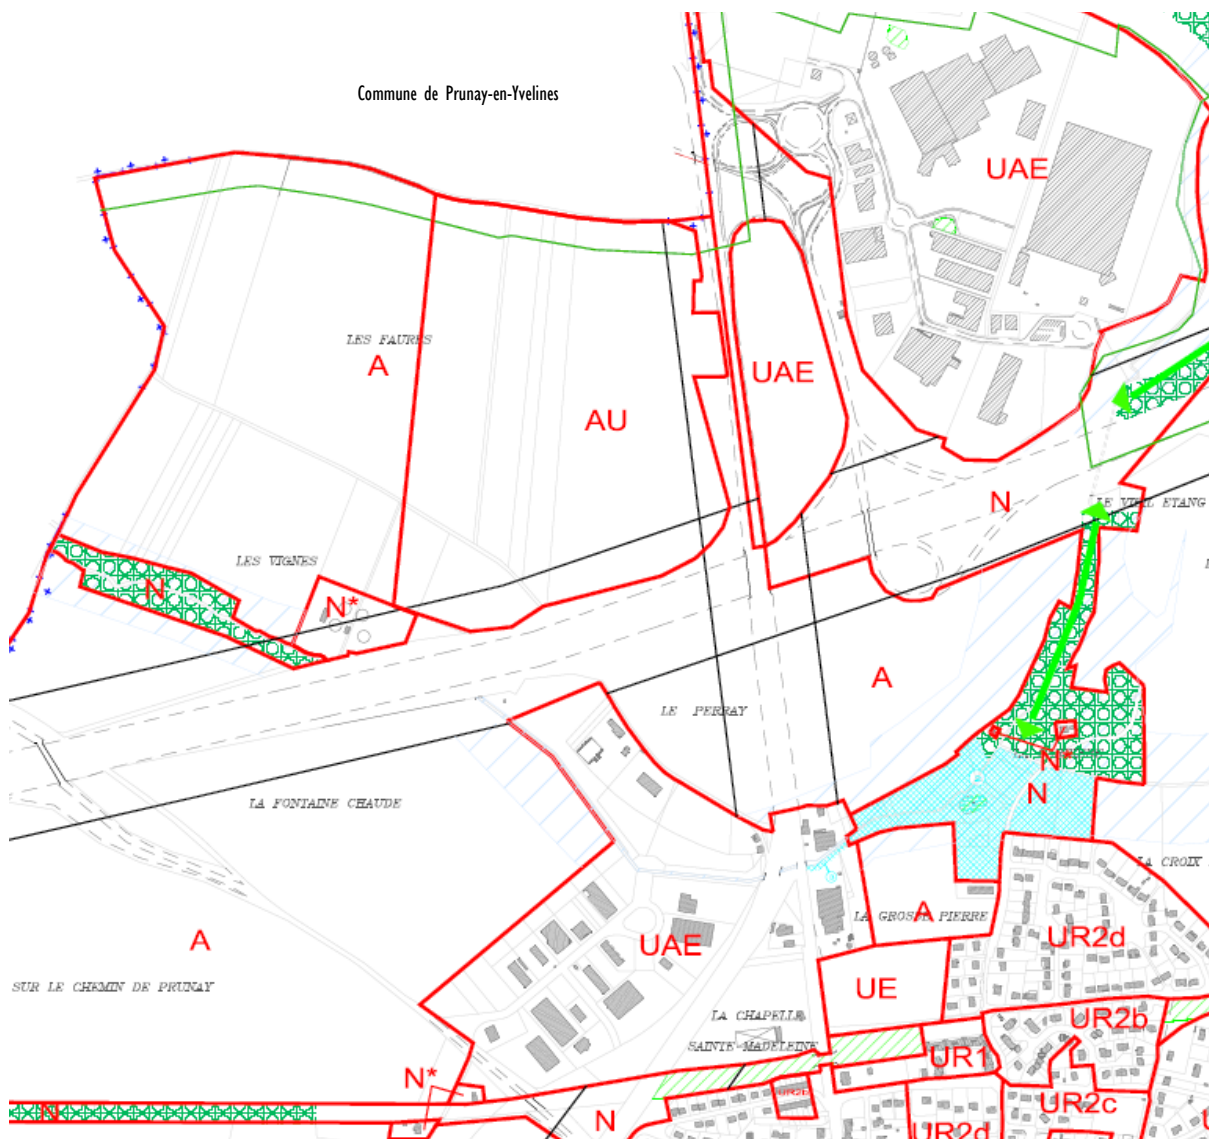 Commune de Prunay-en-Yvelines
UAE
LES FAURES
A
UAE
AU
N
LE VIEIL ETANG
LES VIGNES
N
N*
A
LE PERRAY
N*
N
LA FONTAINE CHAUDE
LA CROIX
A
LA GROSSE PIERRE
UR2d
A
UAE
SUR LE CHEMIN DE PRUNAY
UE
LA CHAPELLE
SAINTE-MADELEINE
UR2b
UR1
N*
UR2c
N
N
UR2d